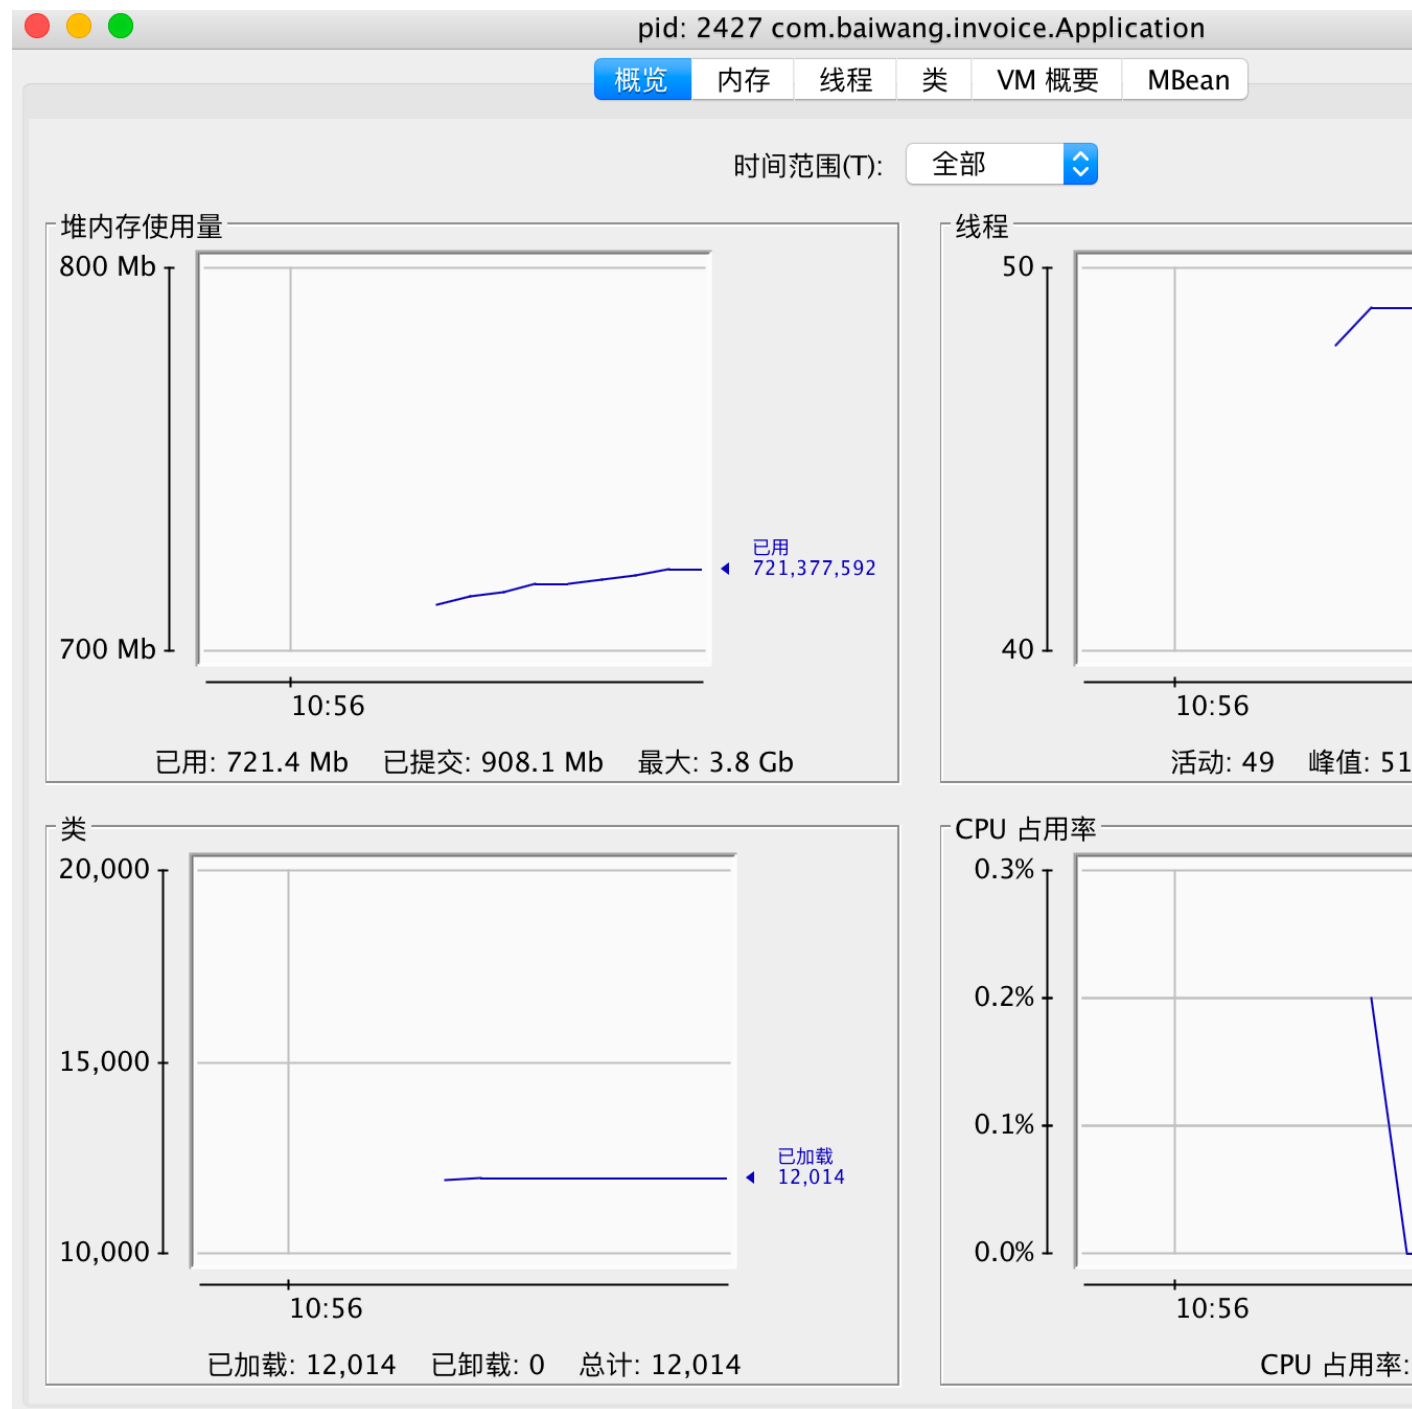 pid: 2427 com.baiwang.invoice.Application
概览 内存 线程 类 VM 概要 MBean
时间范围(T): 全部
堆内存使用量
800 Mb
700 Mb
10:56
已用
721,377,592
已用: 721.4 Mb 已提交: 908.1 Mb 最大: 3.8 Gb
线程
50
40
10:56
活动: 49 峰值: 51
类
20,000
15,000
10,000
10:56
已加载
12,014
已加载: 12,014 已卸载: 0 总计: 12,014
CPU 占用率
0.3%
0.2%
0.1%
0.0%
10:56
CPU 占用率: